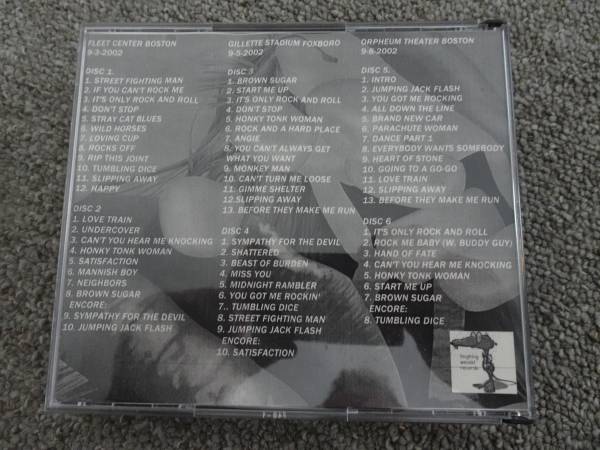 FLEET CENTER BOSTON
9-3-2002
DISC 1
1. STREET FIGHTING MAN
2. IF YOU CAN'T ROCK ME
3. IT'S ONLY ROCK AND ROLL
4. DON'T STOP
5. STRAY CAT BLUES
6. WILD HORSES
7. LOVING CUP
8. ROCKS OFF
9. RIP THIS JOINT
10. TUMBLING DICE
11. SLIPPING AWAY
12. HAPPY
DISC 2
1. LOVE TRAIN
2. UNDERCOVER
3. CAN'T YOU HEAR ME KNOCKING
4. HONKY TONK WOMAN
5. SATISFACTION
6. MANNISH BOY
7. NEIGHBORS
8. BROWN SUGAR
ENCORE:
9. SYMPATHY FOR THE DEVIL
10. JUMPING JACK FLASH
GILLETTE STADIUM FOXBORO
9-5-2002
DISC 3
1. BROWN SUGAR
2. START ME UP
3. IT'S ONLY ROCK AND ROLL
4. DON'T STOP
5. HONKY TONK WOMAN
6. ROCK AND A HARD PLACE
7. ANGIE
8. YOU CAN'T ALWAYS GET
WHAT YOU WANT
9. MONKEY MAN
10. CAN'T TURN ME LOOSE
11. GIMME SHELTER
12.SLIPPING AWAY
13. BEFORE THEY MAKE ME RUN
DISC 4
1. SYMPATHY FOR THE DEVIL
2. SHATTERED
3. BEAST OF BURDEN
4. MISS YOU
5. MIDNIGHT RAMBLER
6. YOU GOT ME ROCKIN'
7.. TUMBLING DICE
8. STREET FIGHTING MAN
9. JUMPING JACK FLASH
ENCORE:
10. SATISFACTION
ORPHEUM THEATER BOSTON
9-8-2002
DISC 5.
1. INTRO
2. JUMPING JACK FLASH
3. YOU GOT ME ROCKING
4. ALL DOWN THE LINE
5. BRAND NEW CAR
6. PARACHUTE WOMAN
7. DANCE PART 1
8. EVERYBODY WANTS SOMEBODY
9. HEART OF STONE
10. GOING TO A GO-GO
11. LOVE TRAIN
12. SLIPPING AWAY
13. BEFORE THEY MAKE ME RUN
DISC 6
1. IT'S ONLY ROCK AND ROLL
2. ROCK ME BABY (W. BUDDY GUY)
3. HAND OF FATE
4. CAN'T YOU HEAR ME KNOCKING
5. HONKY TONK WOMAN
6. START ME UP
7. BROWN SUGAR
ENCORE:
8. TUMBLING DICE
records